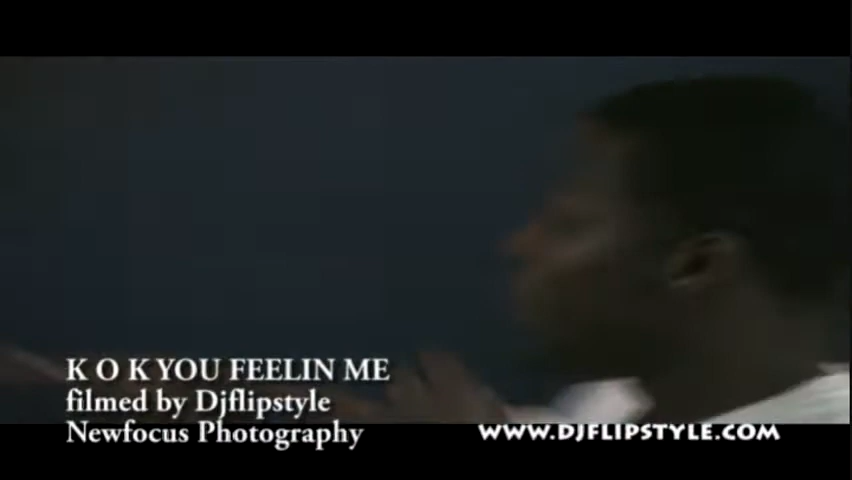 K O K YOU FEELIN ME
filmed by Djflipstyle
Newfocus Photography
WWW.DJFLIPSTYLE.COM